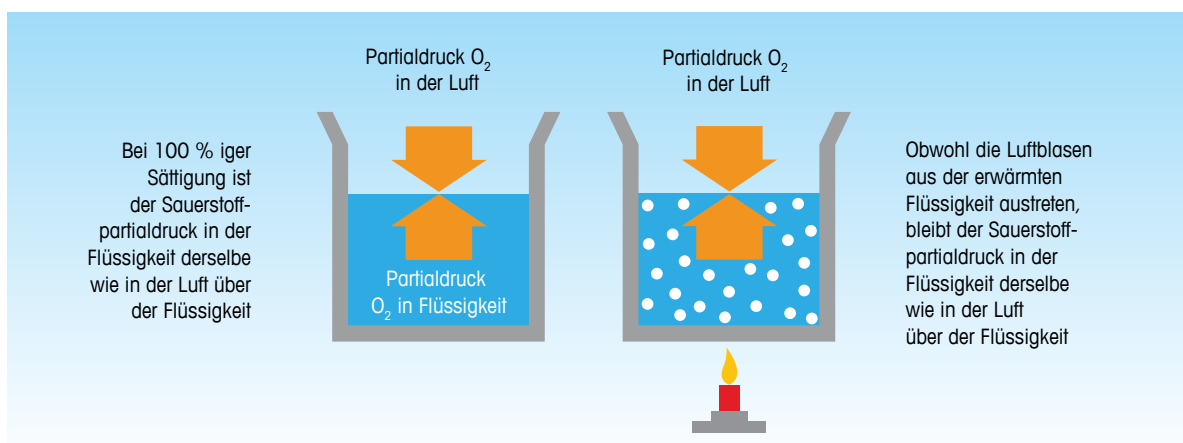 Partialdruck O₂
in der Luft
Bei 100 % iger
Sättigung ist
der Sauerstoff-
partialdruck in der
Flüssigkeit derselbe
wie in der Luft über
der Flüssigkeit
Partialdruck
O₂ in Flüssigkeit
Partialdruck O₂
in der Luft
Obwohl die Luftblasen
aus der erwärmten
Flüssigkeit austreten,
bleibt der Sauerstoff-
partialdruck in der
Flüssigkeit derselbe
wie in der Luft
über der Flüssigkeit